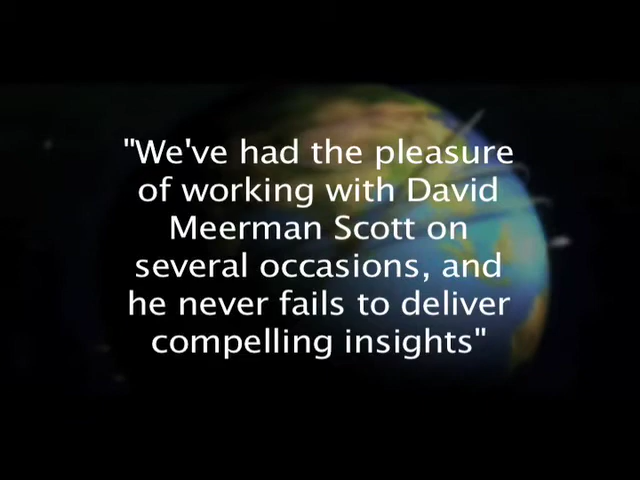 "We've had the pleasure
of working with David
Meerman Scott on
several occasions, and
he never fails to deliver
compelling insights"